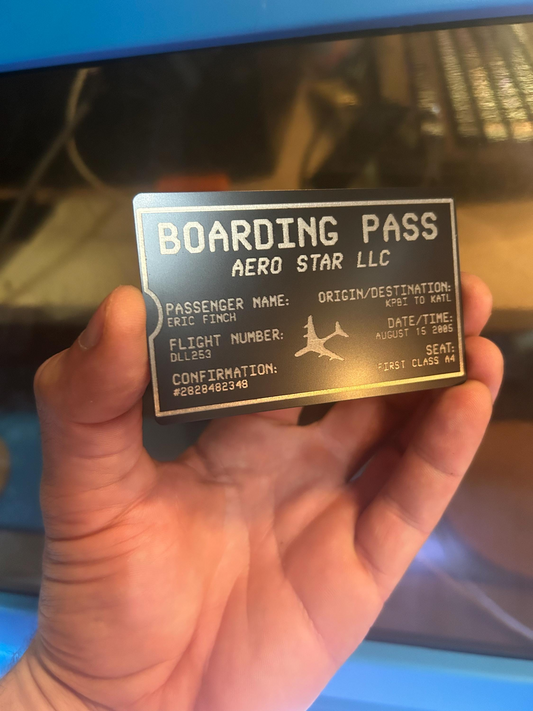 BOARDING PASS
AERO STAR LLC
PASSENGER NAME:
ERIC FINCH
ORIGIN/DESTINATION:
KPBI TO KATL
FLIGHT NUMBER:
DLL253
DATE/TIME:
AUGUST 15 2005
CONFIRMATION:
#2828482348
SEAT:
FIRST CLASS A4